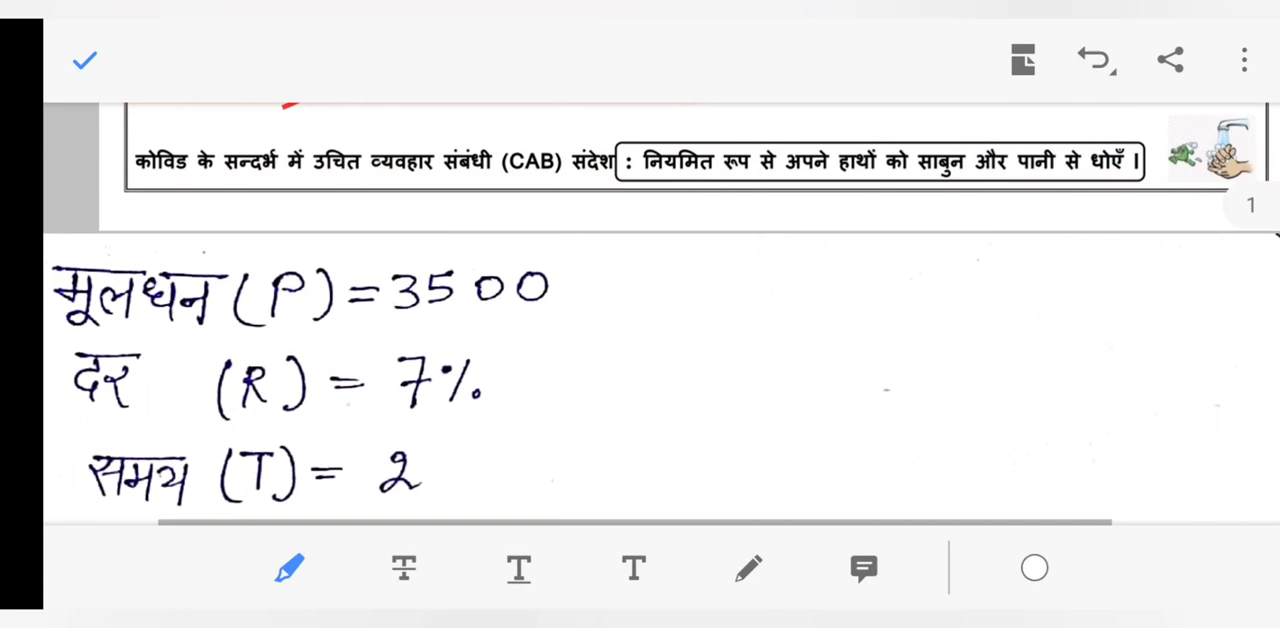 कोविड के सन्दर्भ में उचित व्यवहार संबंधी (CAB) संदेश : नियमित रूप से अपने हाथों को साबुन और पानी से धोएँ ।
1
मूलधन (P) = 3500
दर (R) = 7%
समय (T) = 2